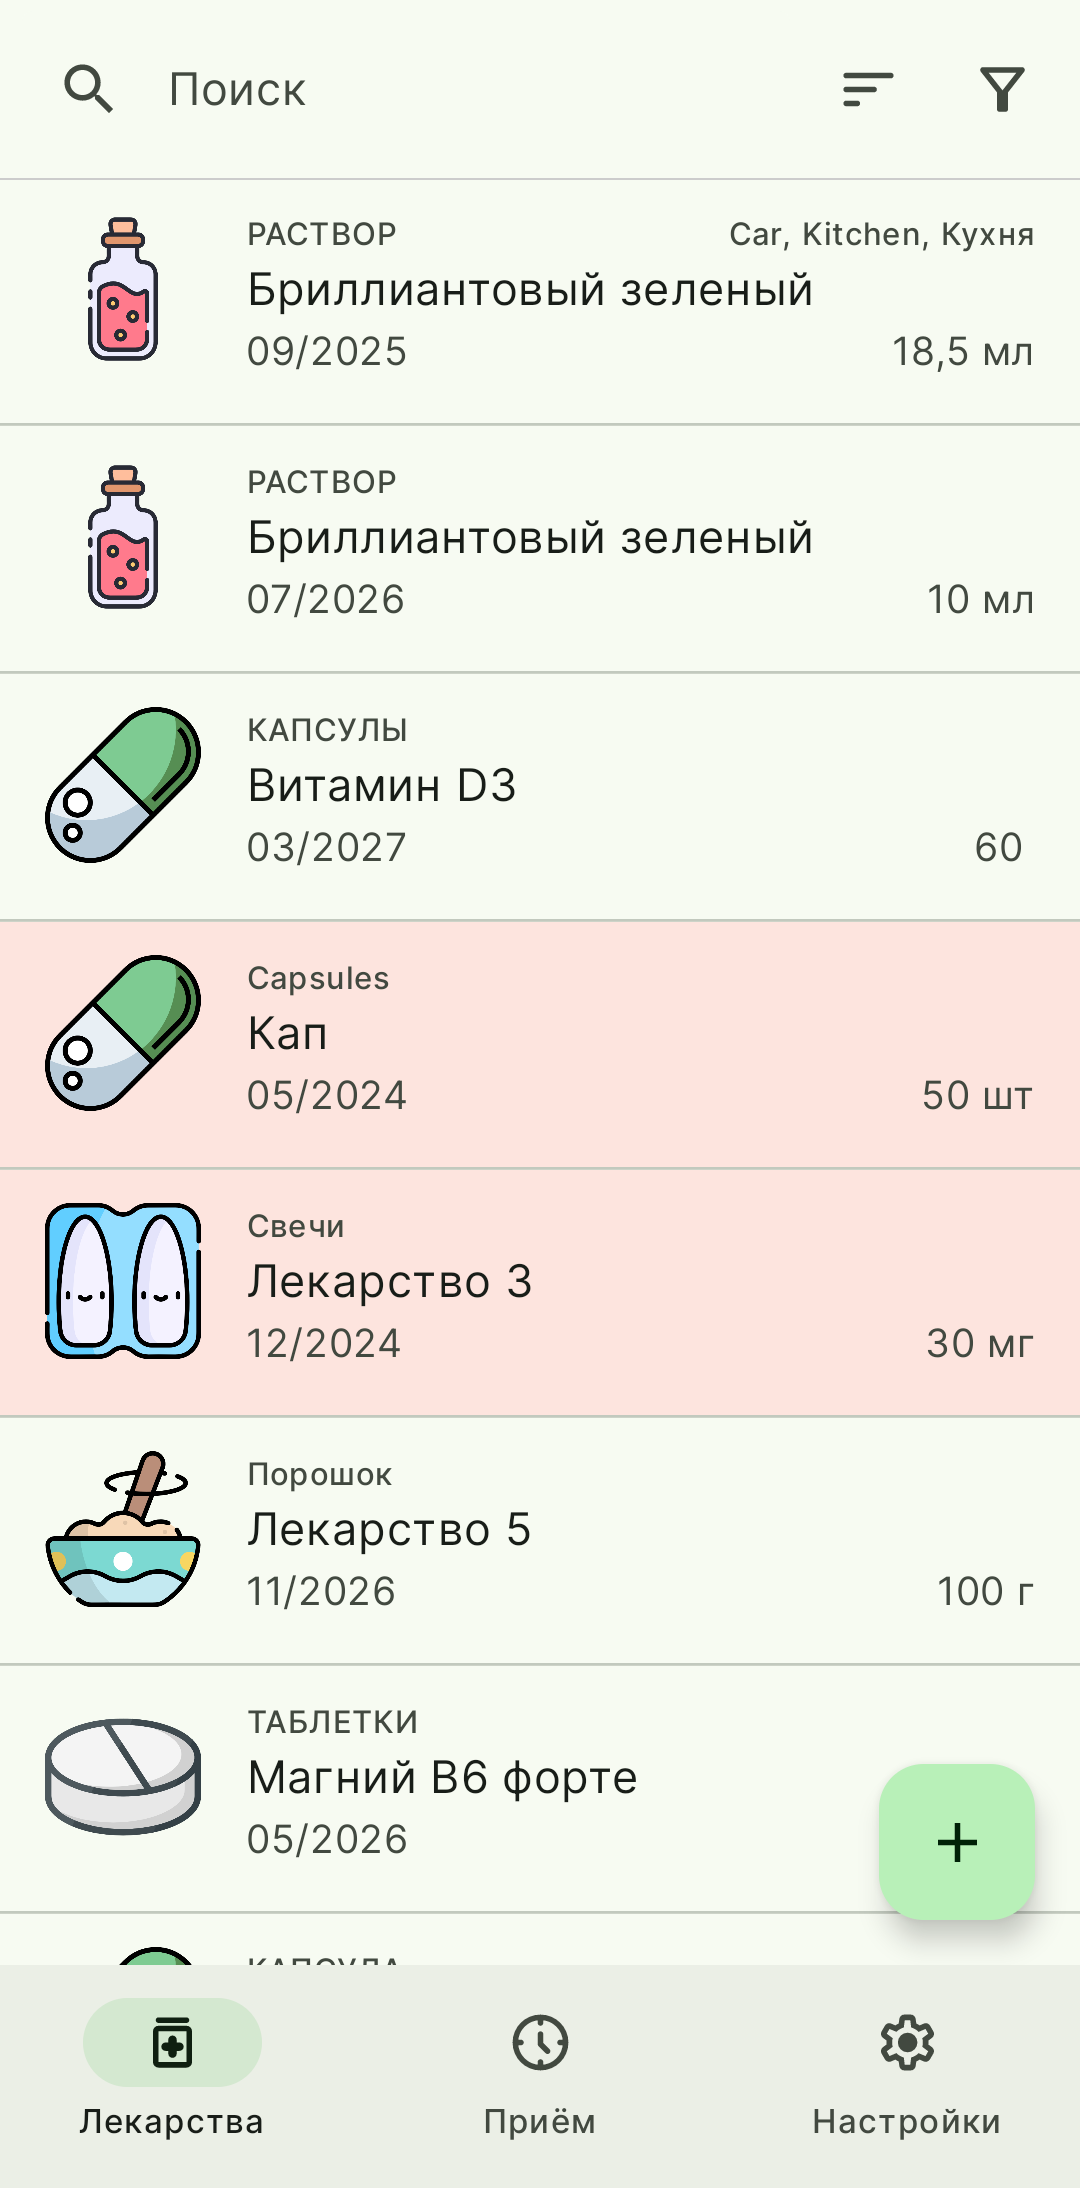 Поиск
РАСТВОР
Car, Kitchen, Кухня
Бриллиантовый зеленый
09/2025
18,5 мл
РАСТВОР
Бриллиантовый зеленый
07/2026
10 мл
КАПСУЛЫ
Витамин D3
03/2027
60
Capsules
Кап
05/2024
50 шт
Свечи
Лекарство 3
12/2024
30 мг
Порошок
Лекарство 5
11/2026
100 г
ТАБЛЕТКИ
Магний В6 форте
05/2026
Лекарства
Приём
Настройки